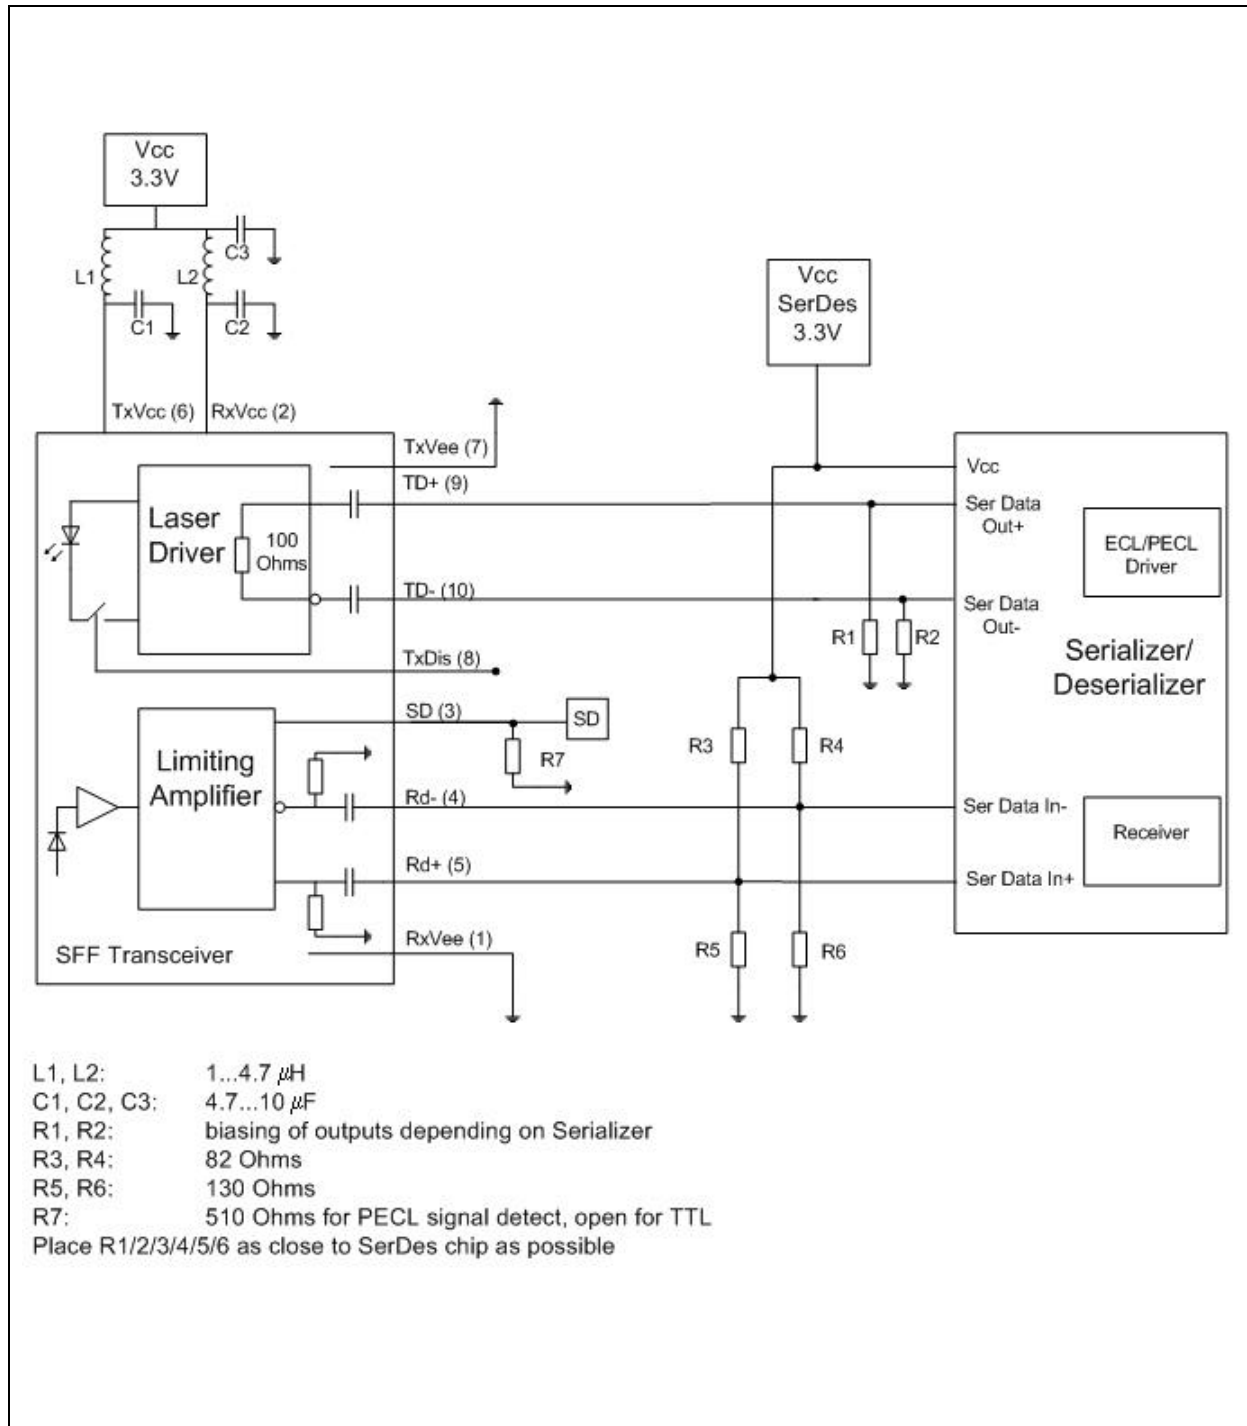 Vcc
3.3V
C3
L1
L2
C1
C2
Vcc
SerDes
3.3V
TxVcc (6)
RxVcc (2)
TxVee (7)
TD+ (9)
Vcc
Ser Data
Out+
Laser
Driver
100
Ohms
ECL/PECL
Driver
TD- (10)
Ser Data
Out-
R1
R2
TxDis (8)
Serializer/
Deserializer
SD (3)
SD
R7
R3
R4
Limiting
Amplifier
Rd- (4)
Ser Data In-
Receiver
Rd+ (5)
Ser Data In+
RxVee (1)
R5
R6
SFF Transceiver
L1, L2: 1...4.7 μH
C1, C2, C3: 4.7...10 μF
R1, R2: biasing of outputs depending on Serializer
R3, R4: 82 Ohms
R5, R6: 130 Ohms
R7: 510 Ohms for PECL signal detect, open for TTL
Place R1/2/3/4/5/6 as close to SerDes chip as possible